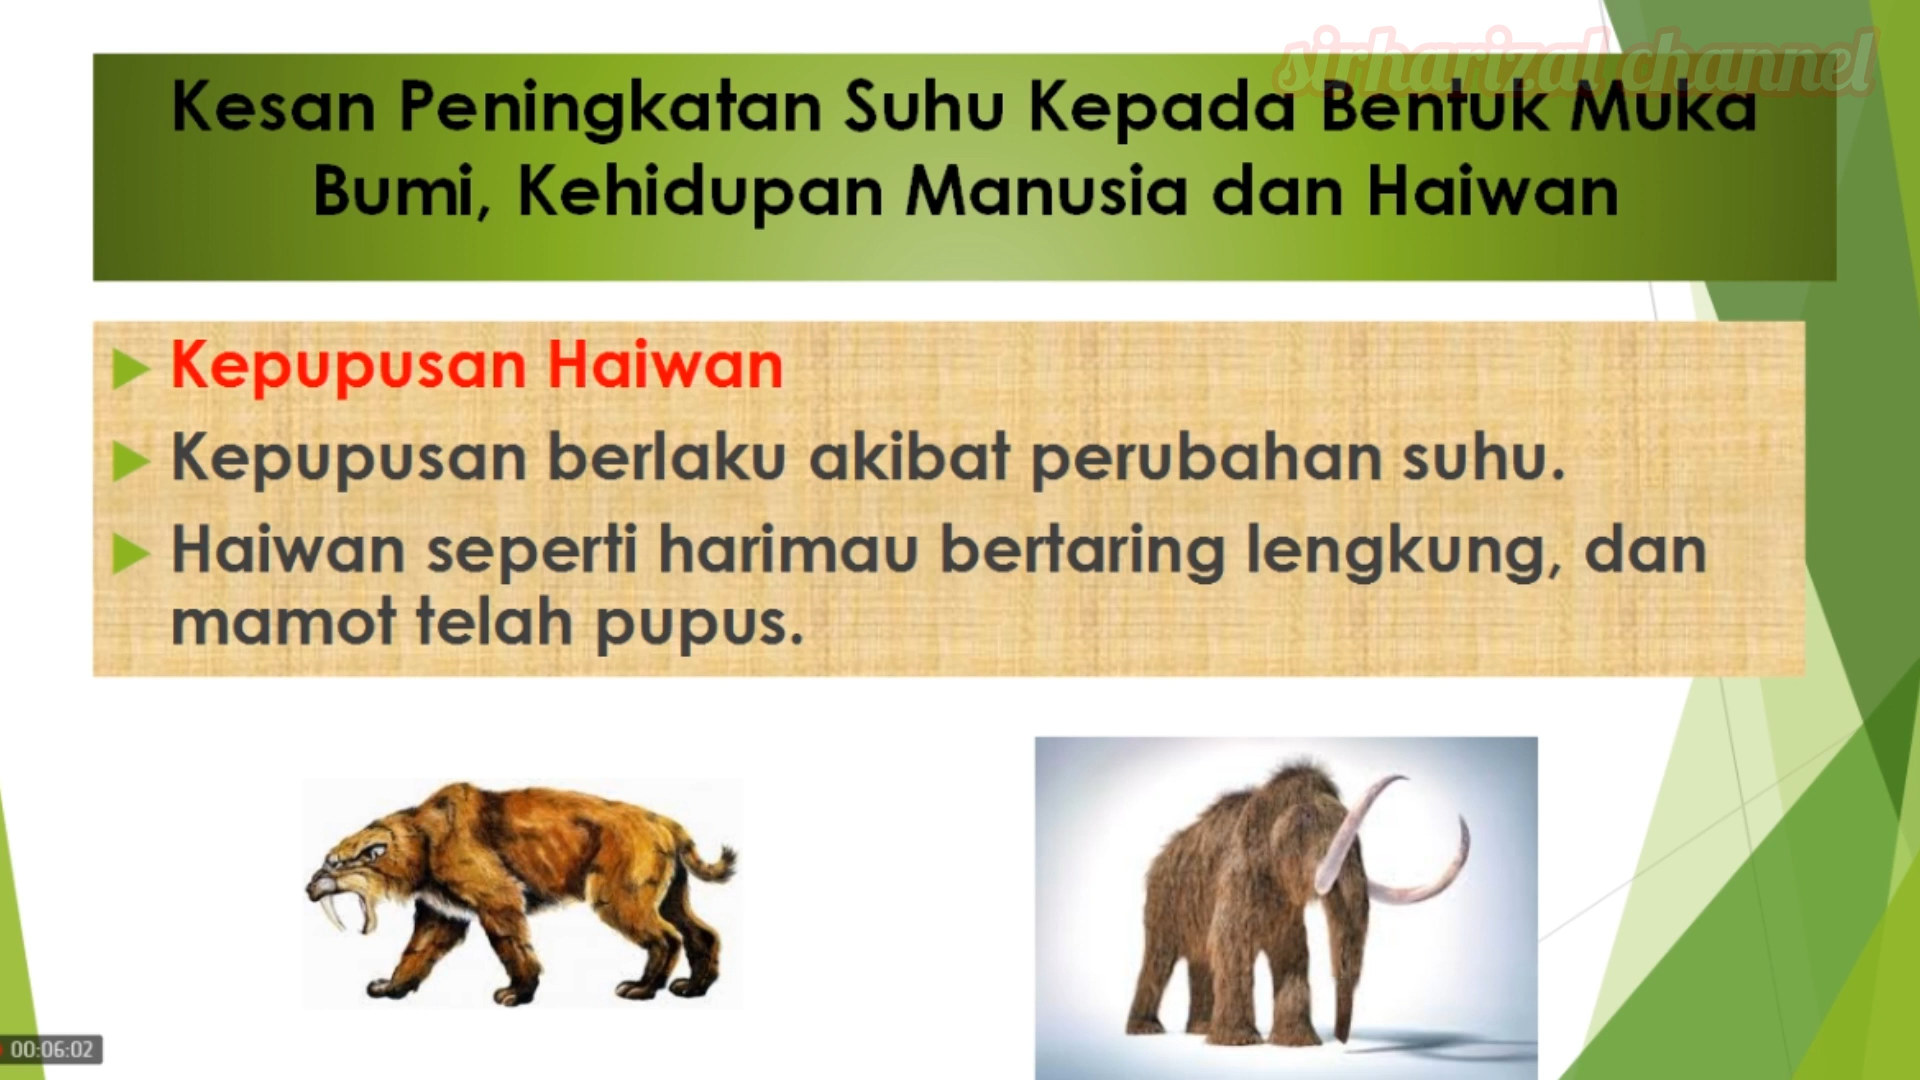 sirharizal channel
Kesan Peningkatan Suhu Kepada Bentuk Muka
Bumi, Kehidupan Manusia dan Haiwan
Kepupusan Haiwan
Kepupusan berlaku akibat perubahan suhu.
Haiwan seperti harimau bertaring lengkung, dan
mamot telah pupus.
00:06:02